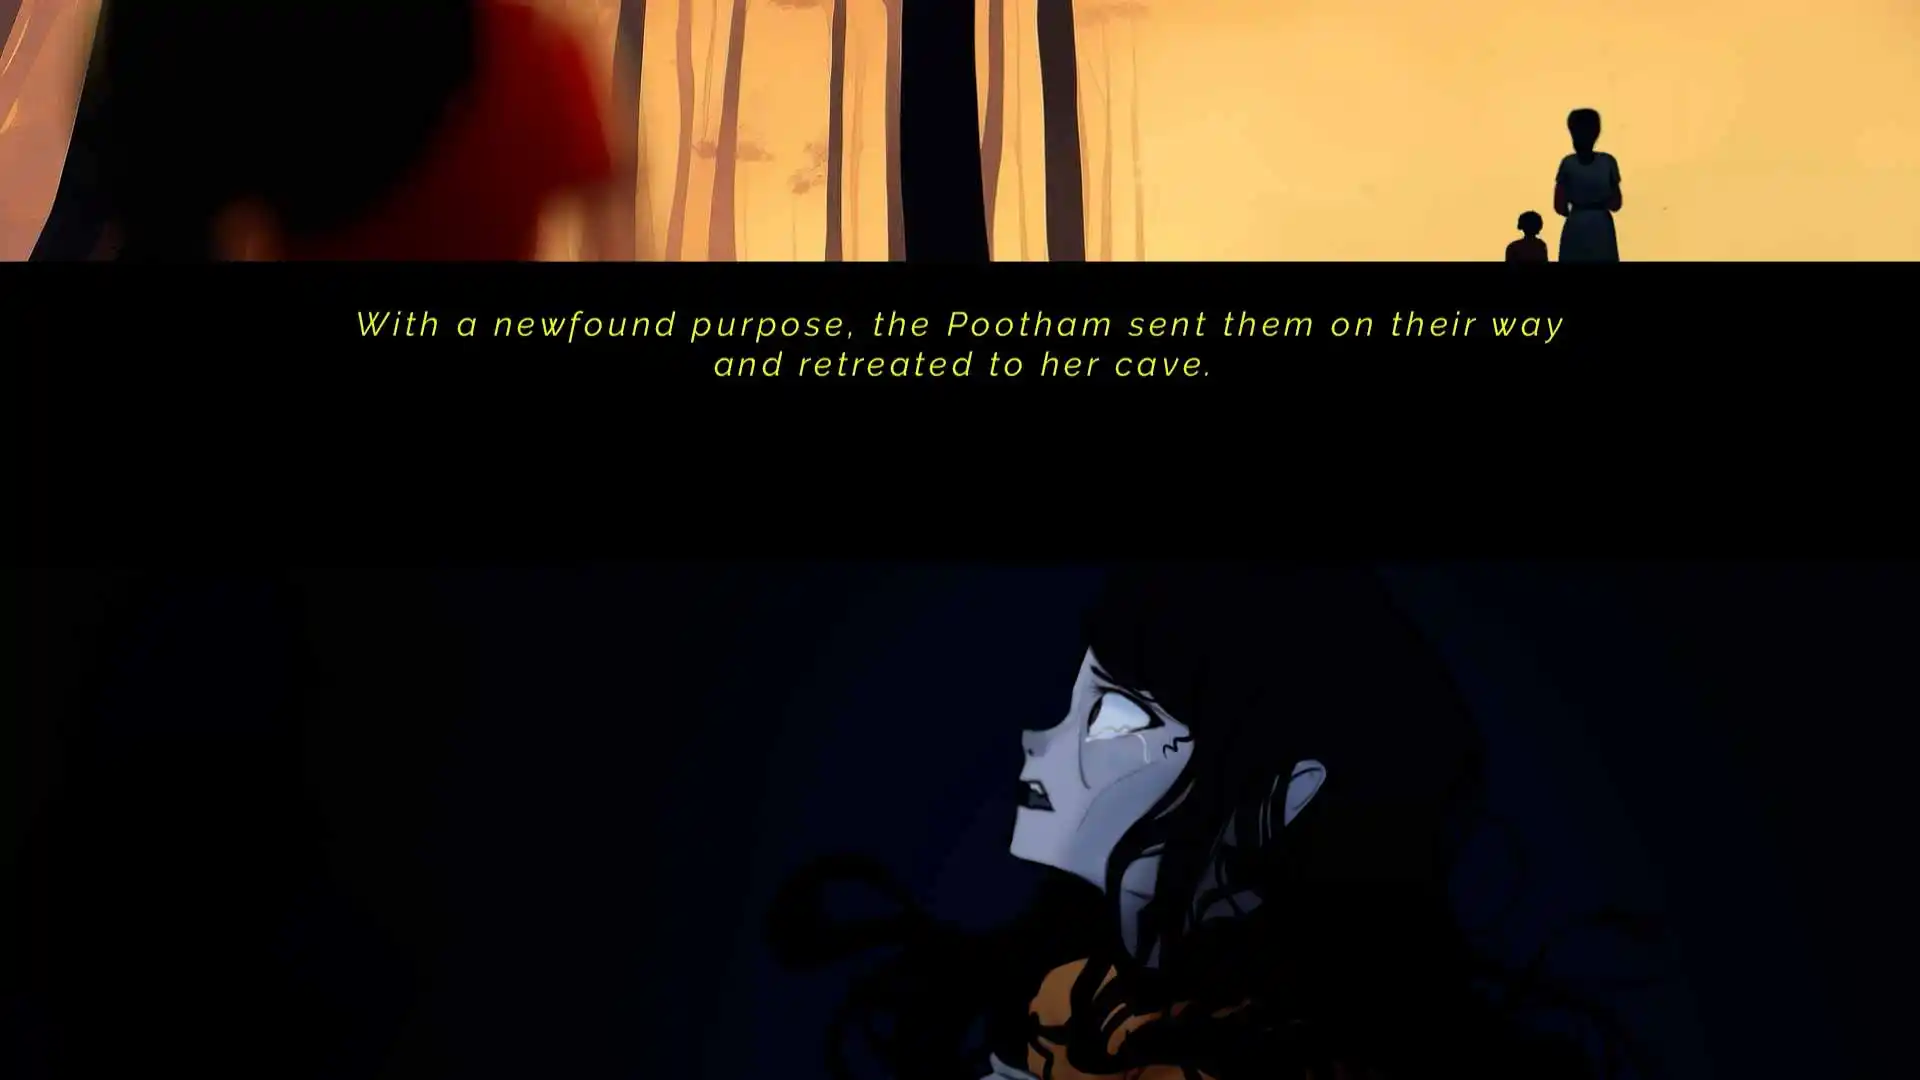 With a newfound purpose, the Pootham sent them on their way
and retreated to her cave.